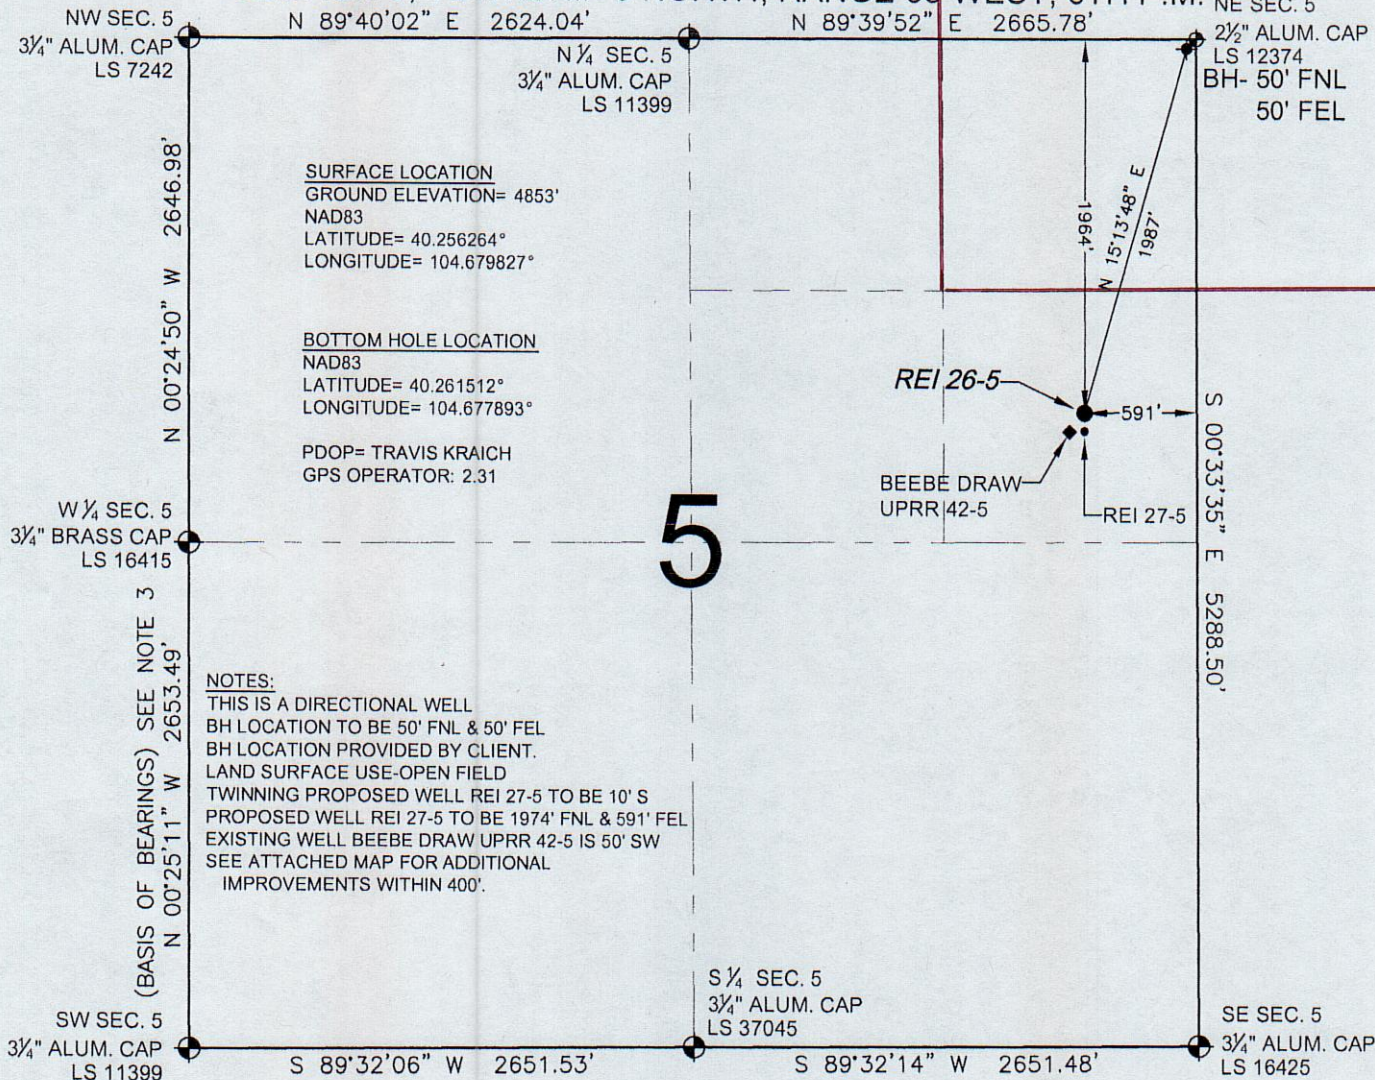 NORTH, RANGE WEST, 6TH P.M.
NW SEC. 5
3¼" ALUM. CAP
LS 7242
N 89°40'02" E 2624.04'
N ¼ SEC. 5
3¼" ALUM. CAP
LS 11399
N 89°39'52" E 2665.78'
NE SEC. 5
2½" ALUM. CAP
LS 12374
BH- 50' FNL
50' FEL
SURFACE LOCATION
GROUND ELEVATION= 4853'
NAD83
LATITUDE= 40.256264°
LONGITUDE= 104.679827°
BOTTOM HOLE LOCATION
NAD83
LATITUDE= 40.261512°
LONGITUDE= 104.677893°
PDOP= TRAVIS KRAICH
GPS OPERATOR: 2.31
N 00°24'50" W 2646.98'
1964'
N 15°13'48" E
1987'
REI 26-5
591'
BEEBE DRAW
UPRR 42-5
REI 27-5
S 00°33'35" E 5288.50'
W ¼ SEC. 5
3¼" BRASS CAP
LS 16415
5
(BASIS OF BEARINGS) SEE NOTE 3
N 00°25'11" W 2653.49'
NOTES:
THIS IS A DIRECTIONAL WELL
BH LOCATION TO BE 50' FNL & 50' FEL
BH LOCATION PROVIDED BY CLIENT.
LAND SURFACE USE-OPEN FIELD
TWINNING PROPOSED WELL REI 27-5 TO BE 10' S
PROPOSED WELL REI 27-5 TO BE 1974' FNL & 591' FEL
EXISTING WELL BEEBE DRAW UPRR 42-5 IS 50' SW
SEE ATTACHED MAP FOR ADDITIONAL
IMPROVEMENTS WITHIN 400'.
SW SEC. 5
3¼" ALUM. CAP
LS 11399
S 89°32'06" W 2651.53'
S ¼ SEC. 5
3¼" ALUM. CAP
LS 37045
S 89°32'14" W 2651.48'
SE SEC. 5
3¼" ALUM. CAP
LS 16425